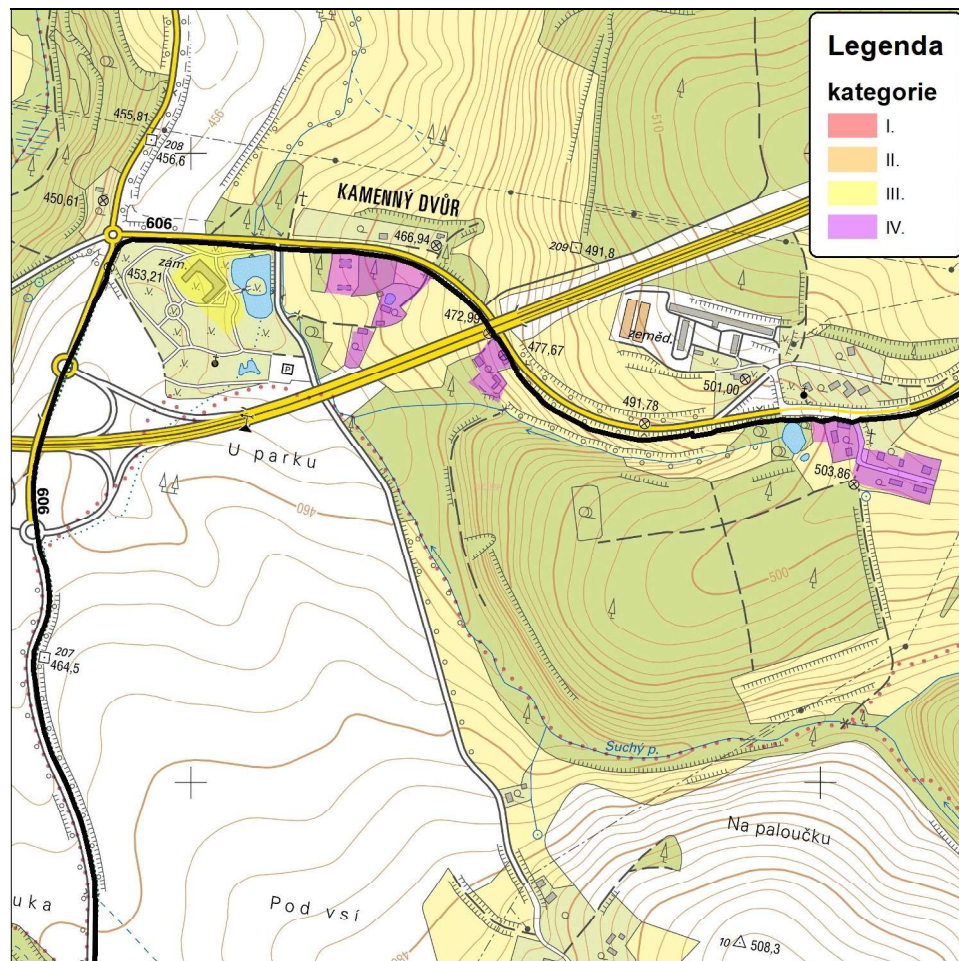 Legenda
kategorie
I.
II.
III.
IV.
455,81
208
456,6
456
510
450,61
606
KAMENNÝ DVŮR
466,94
209
491,8
zám.
453,21
472,99
477,67
zeměd.
501,00
491,78
P
U parku
503,86
606
460
500
207
464,5
Suchý p.
Na paloučku
uka
Pod vsí
480
10
508,3